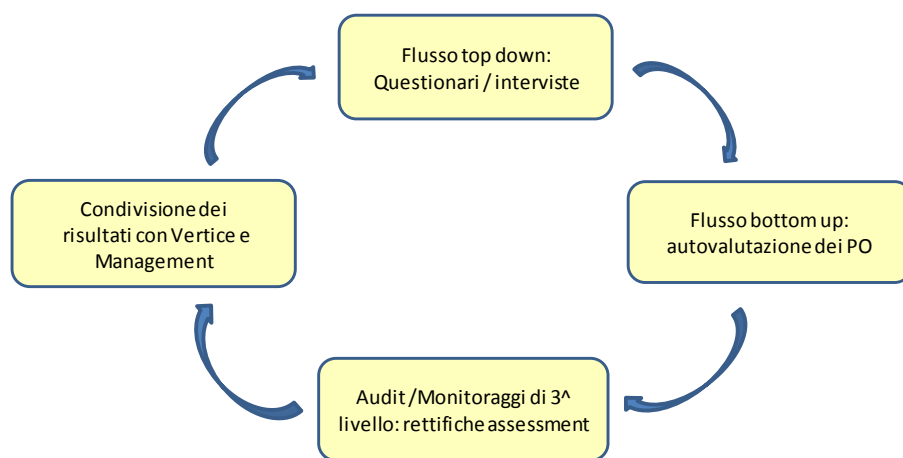 Flusso top down:
Questionari / interviste
Condivisione dei
risultati con Vertice e
Management
Flusso bottom up:
autovalutazione dei PO
Audit /Monitoraggi di 3^
livello: rettifiche assessment